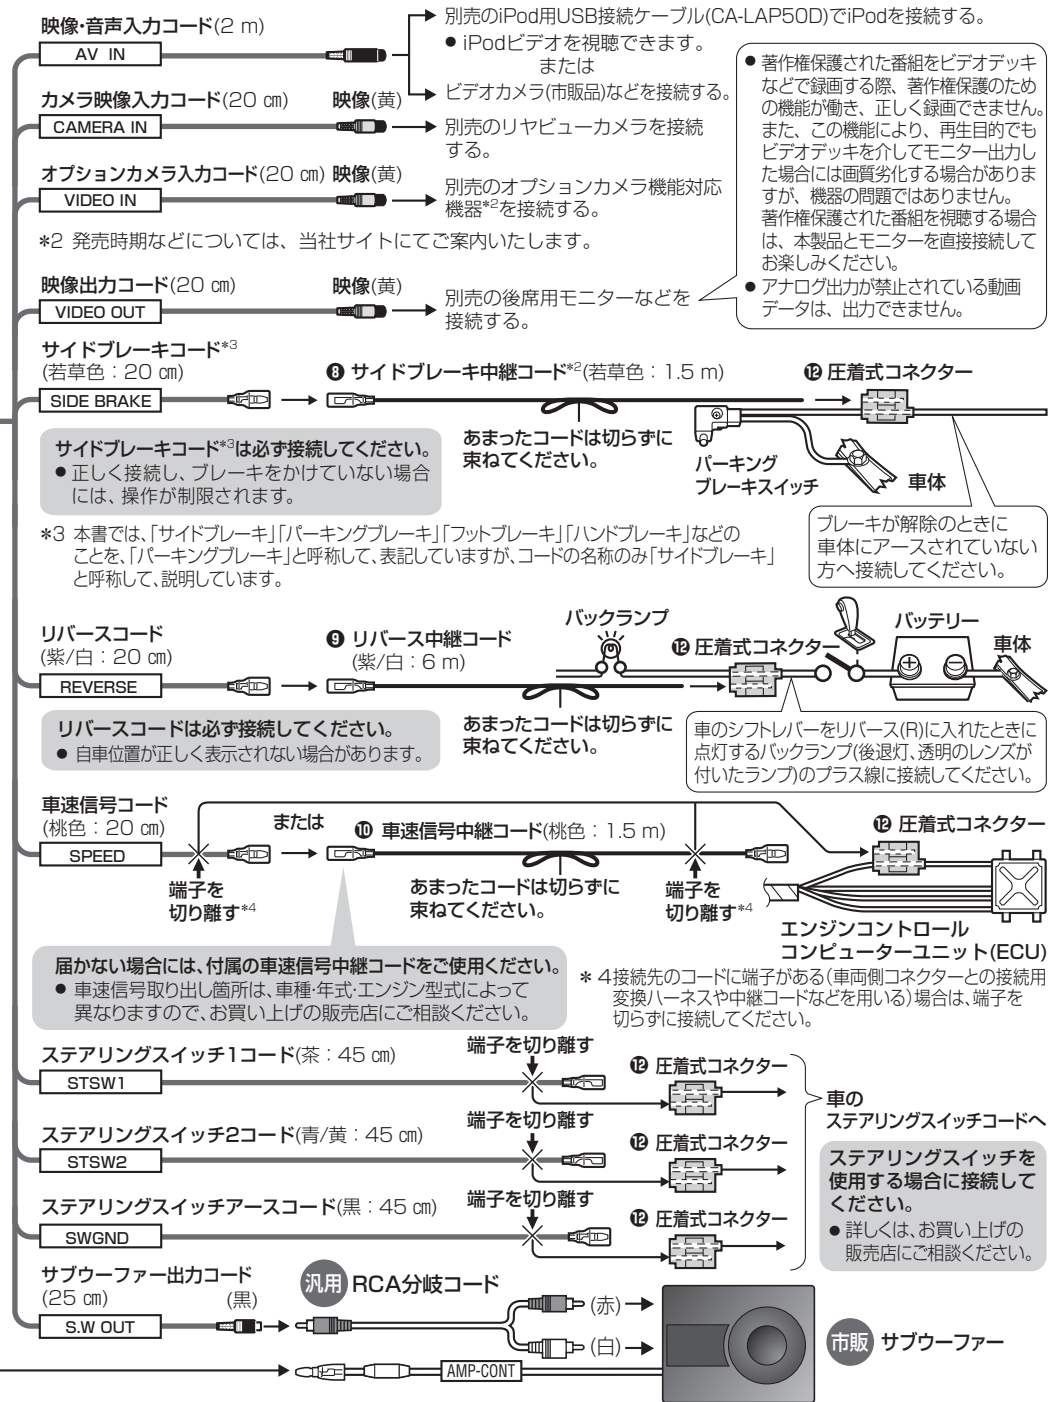 映像・音声入力コード(2 m)
AV IN
別売のiPod用USB接続ケーブル(CA-LAP50D)でiPodを接続する。
● iPodビデオを視聴できます。
または
ビデオカメラ(市販品)などを接続する。
カメラ映像入力コード(20 ㎝)
映像(黄)
CAMERA IN
別売のリヤビューカメラを接続
する。
オプションカメラ入力コード(20 ㎝)
映像(黄)
VIDEO IN
別売のオプションカメラ機能対応
機器*2を接続する。
*2 発売時期などについては、当社サイトにてご案内いたします。
映像出力コード(20 ㎝)
映像(黄)
VIDEO OUT
別売の後席用モニターなどを
接続する。
● 著作権保護された番組をビデオデッキ
などで録画する際、著作権保護のため
の機能が働き、正しく録画できません。
また、この機能により、再生目的でも
ビデオデッキを介してモニター出力し
た場合には画質劣化する場合がありま
すが、機器の問題ではありません。
著作権保護された番組を視聴する場合
は、本製品とモニターを直接接続して
お楽しみください。
● アナログ出力が禁止されている動画
データは、出力できません。
サイドブレーキコード*3
(若草色：20 ㎝)
SIDE BRAKE
❽ サイドブレーキ中継コード*2(若草色：1.5 m)
⓬ 圧着式コネクター
あまったコードは切らずに
束ねてください。
パーキング
ブレーキスイッチ
車体
サイドブレーキコード*3は必ず接続してください。
● 正しく接続し、ブレーキをかけていない場合
には、操作が制限されます。
ブレーキが解除のときに
車体にアースされていない
方へ接続してください。
*3 本書では、「サイドブレーキ」「パーキングブレーキ」「フットブレーキ」「ハンドブレーキ」などの
ことを、「パーキングブレーキ」と呼称して、表記していますが、コードの名称のみ「サイドブレーキ」
と呼称して、説明しています。
リバースコード
(紫/白：20 ㎝)
REVERSE
❾ リバース中継コード
(紫/白：6 m)
バックランプ
⓬ 圧着式コネクター
バッテリー
車体
あまったコードは切らずに
束ねてください。
リバースコードは必ず接続してください。
● 自車位置が正しく表示されない場合があります。
車のシフトレバーをリバース(R)に入れたときに
点灯するバックランプ(後退灯、透明のレンズが
付いたランプ)のプラス線に接続してください。
車速信号コード
(桃色：20 ㎝)
SPEED
または
❿ 車速信号中継コード(桃色：1.5 m)
⓬ 圧着式コネクター
端子を
切り離す*4
あまったコードは切らずに
束ねてください。
端子を
切り離す*4
エンジンコントロール
コンピューターユニット(ECU)
届かない場合には、付属の車速信号中継コードをご使用ください。
● 車速信号取り出し箇所は、車種・年式・エンジン型式によって
異なりますので、お買い上げの販売店にご相談ください。
* 4接続先のコードに端子がある(車両側コネクターとの接続用
変換ハーネスや中継コードなどを用いる)場合は、端子を
切らずに接続してください。
ステアリングスイッチ1コード(茶：45 ㎝)
STSW1
端子を切り離す
⓬ 圧着式コネクター
ステアリングスイッチ2コード(青/黄：45 ㎝)
STSW2
端子を切り離す
⓬ 圧着式コネクター
ステアリングスイッチアースコード(黒：45 ㎝)
SWGND
端子を切り離す
⓬ 圧着式コネクター
車の
ステアリングスイッチコードへ
ステアリングスイッチを
使用する場合に接続して
ください。
● 詳しくは、お買い上げの
販売店にご相談ください。
サブウーファー出力コード
(25 ㎝)
(黒)
S.W OUT
汎用 RCA分岐コード
(赤)
(白)
AMP-CONT
市販 サブウーファー